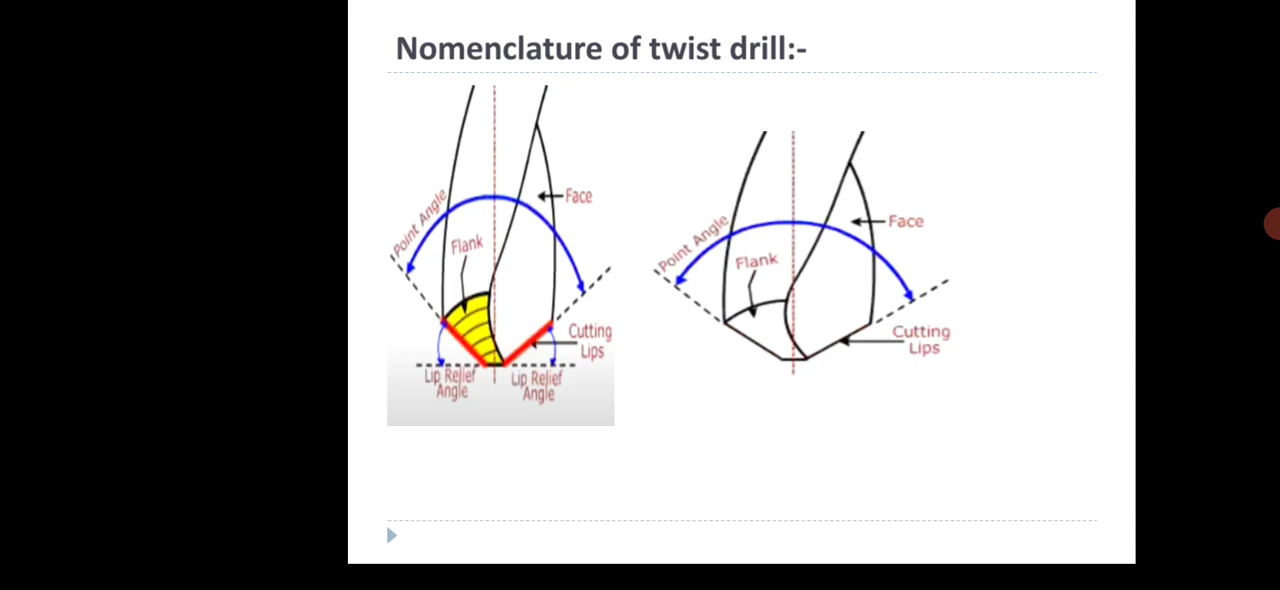 Nomenclature of twist drill:-
Point Angle
Flank
Face
Cutting
Lips
Lip Relief
Angle
Lip Relief
Angle
Point Angle
Flank
Face
Cutting
Lips